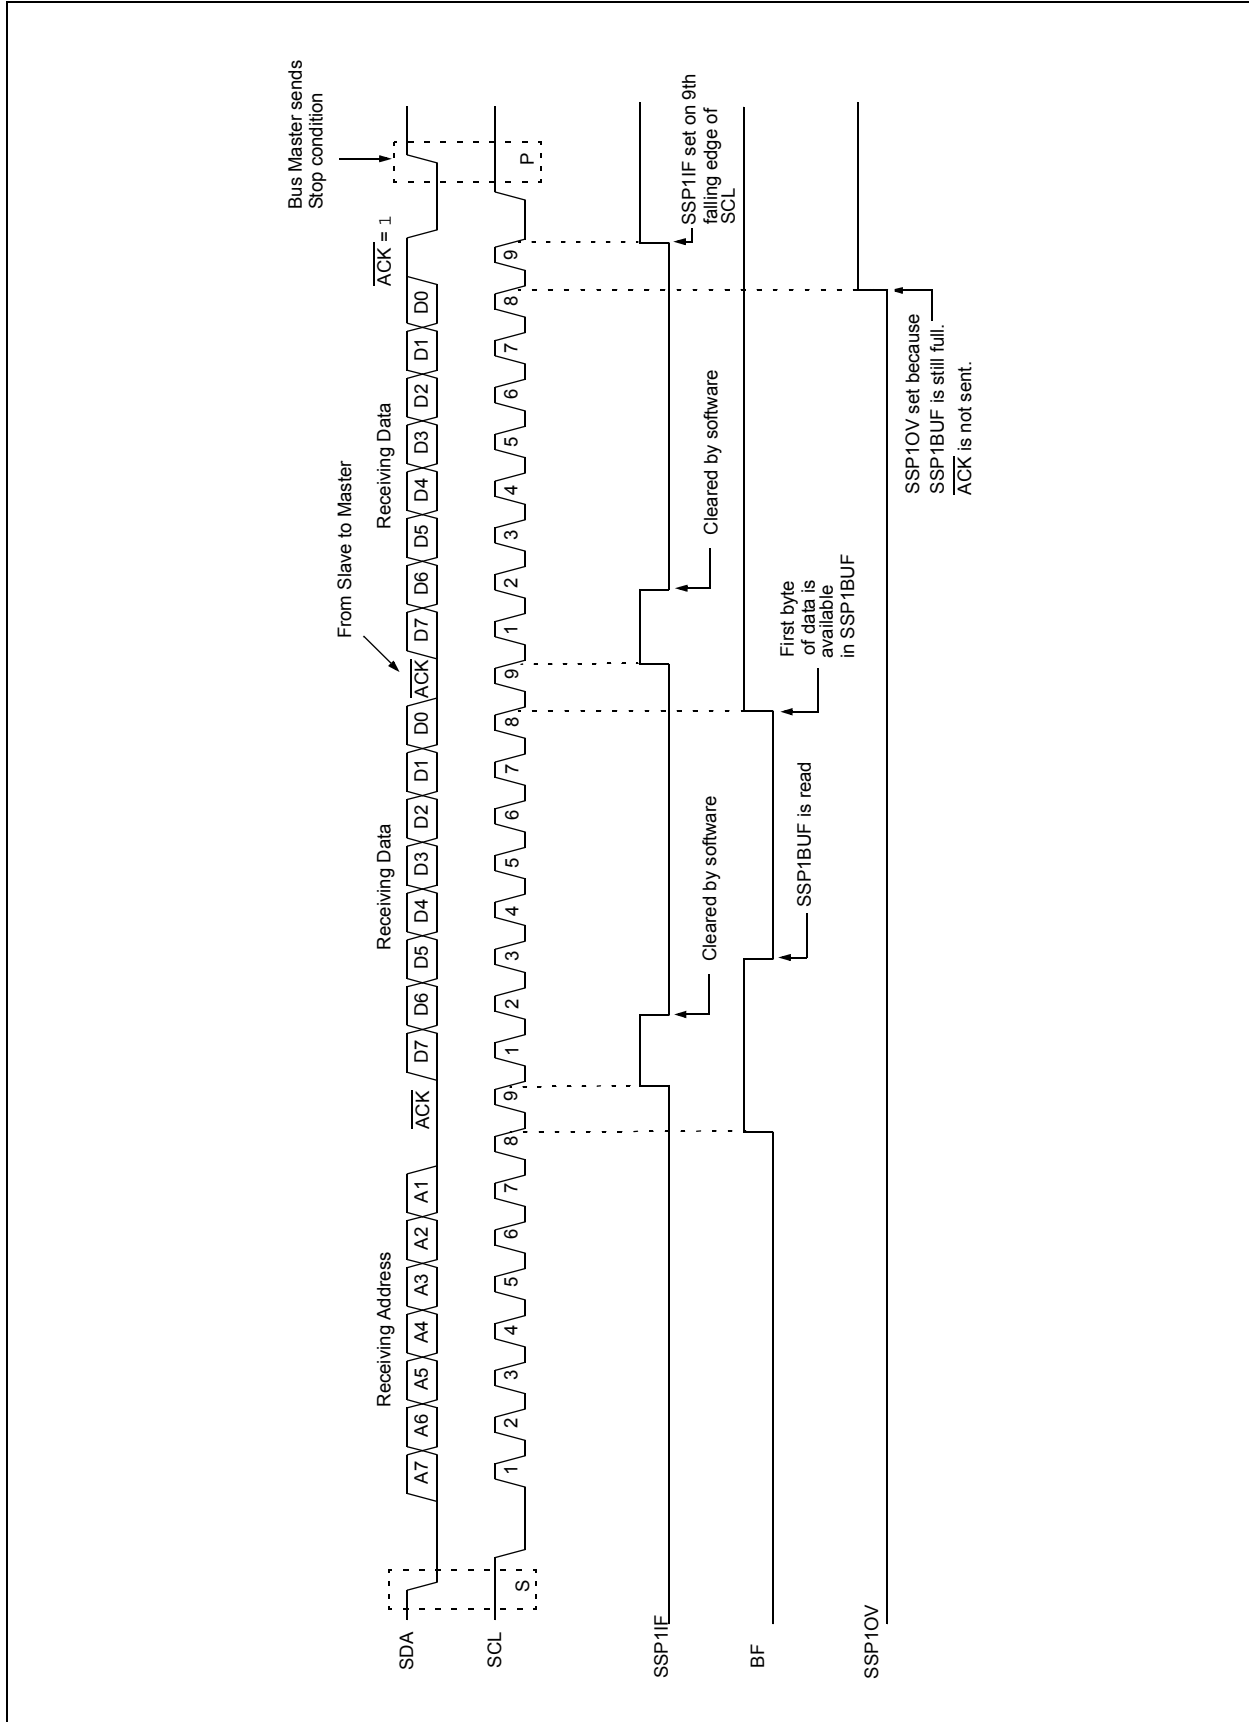 Bus Master sends
Stop condition
From Slave to Master
Receiving Address
Receiving Data
Receiving Data
ACK = 1
SDA
A7 A6 A5 A4 A3 A2 A1 ACK D7 D6 D5 D4 D3 D2 D1 D0 ACK D7 D6 D5 D4 D3 D2 D1 D0
SCL
S 1 2 3 4 5 6 7 8 9 1 2 3 4 5 6 7 8 9 1 2 3 4 5 6 7 8 9 P
SSP1IF
Cleared by software
Cleared by software
SSP1IF set on 9th
falling edge of
SCL
BF
SSP1BUF is read
First byte
of data is
available
in SSP1BUF
SSP1OV
SSP1OV set because
SSP1BUF is still full.
ACK is not sent.